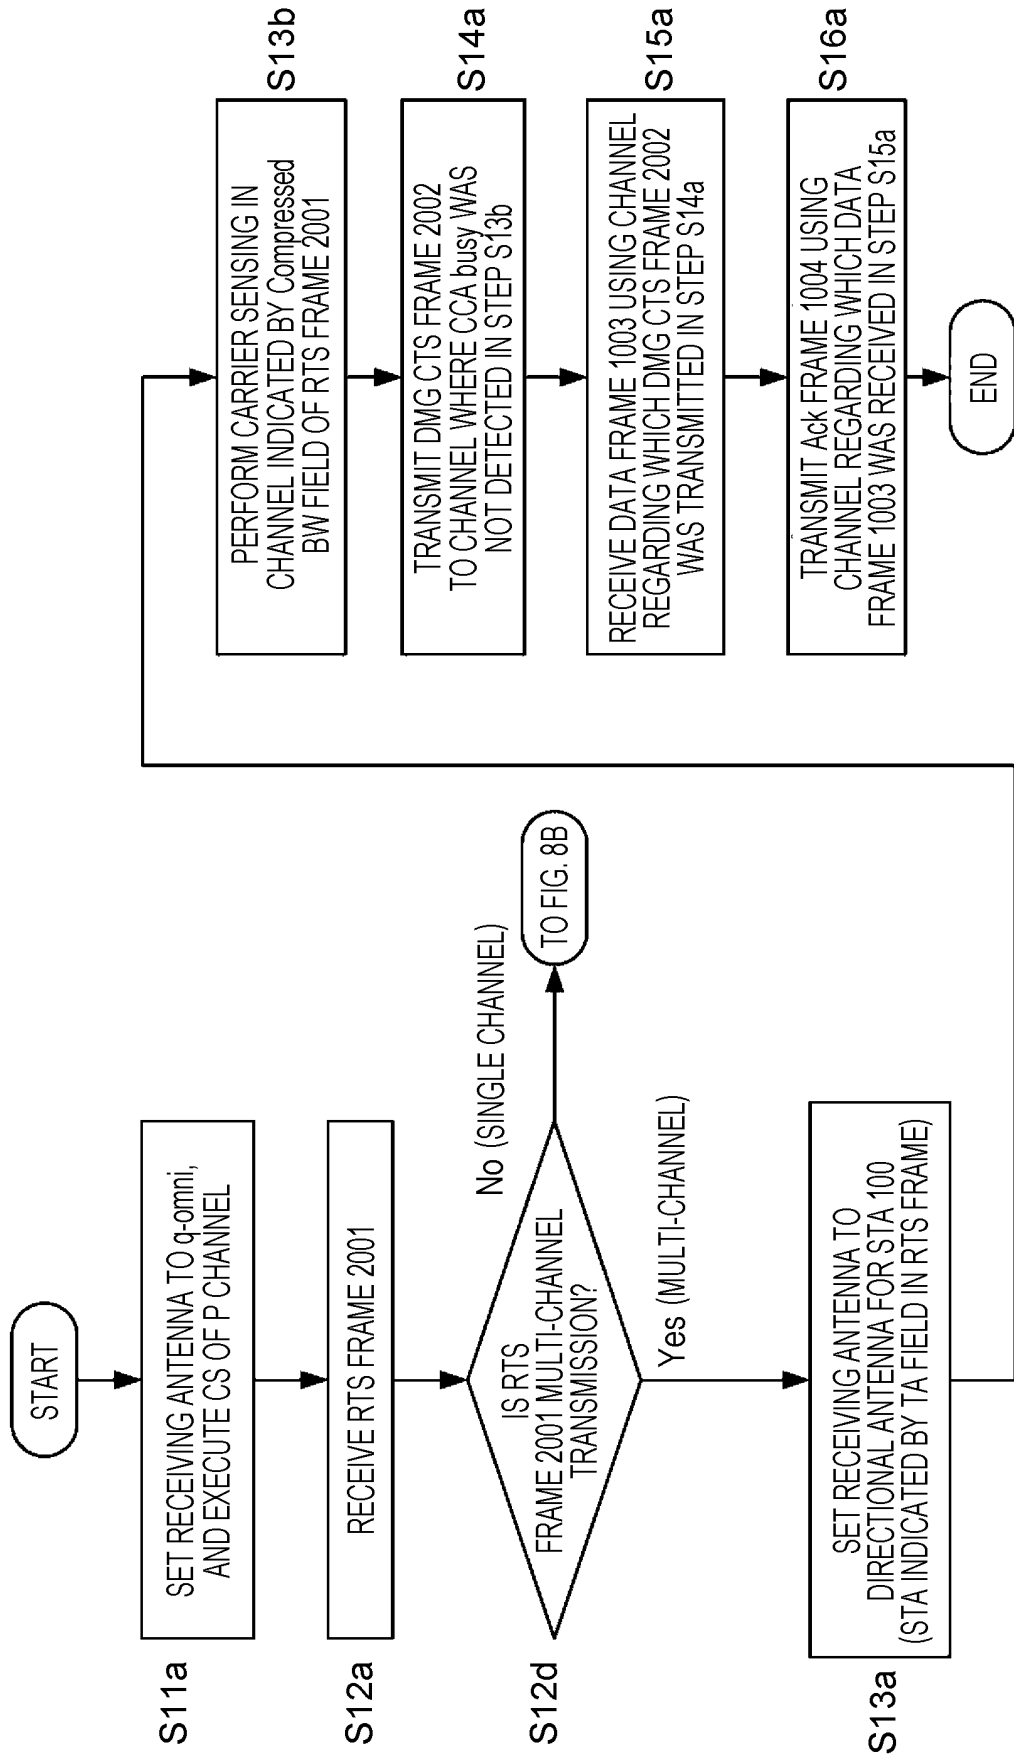 START
S11a
SET RECEIVING ANTENNA TO q-omni,
AND EXECUTE CS OF P CHANNEL
S12a
RECEIVE RTS FRAME 2001
S12d
IS RTS
FRAME 2001 MULTI-CHANNEL
TRANSMISSION?
No (SINGLE CHANNEL)
TO FIG. 8B
Yes (MULTI-CHANNEL)
S13a
SET RECEIVING ANTENNA TO
DIRECTIONAL ANTENNA FOR STA 100
(STA INDICATED BY TA FIELD IN RTS FRAME)
PERFORM CARRIER SENSING IN
CHANNEL INDICATED BY Compressed
BW FIELD OF RTS FRAME 2001
S13b
TRANSMIT DMG CTS FRAME 2002
TO CHANNEL WHERE CCA busy WAS
NOT DETECTED IN STEP S13b
S14a
RECEIVE DATA FRAME 1003 USING CHANNEL
REGARDING WHICH DMG CTS FRAME 2002
WAS TRANSMITTED IN STEP S14a
S15a
TRANSMIT Ack FRAME 1004 USING
CHANNEL REGARDING WHICH DATA
FRAME 1003 WAS RECEIVED IN STEP S15a
S16a
END